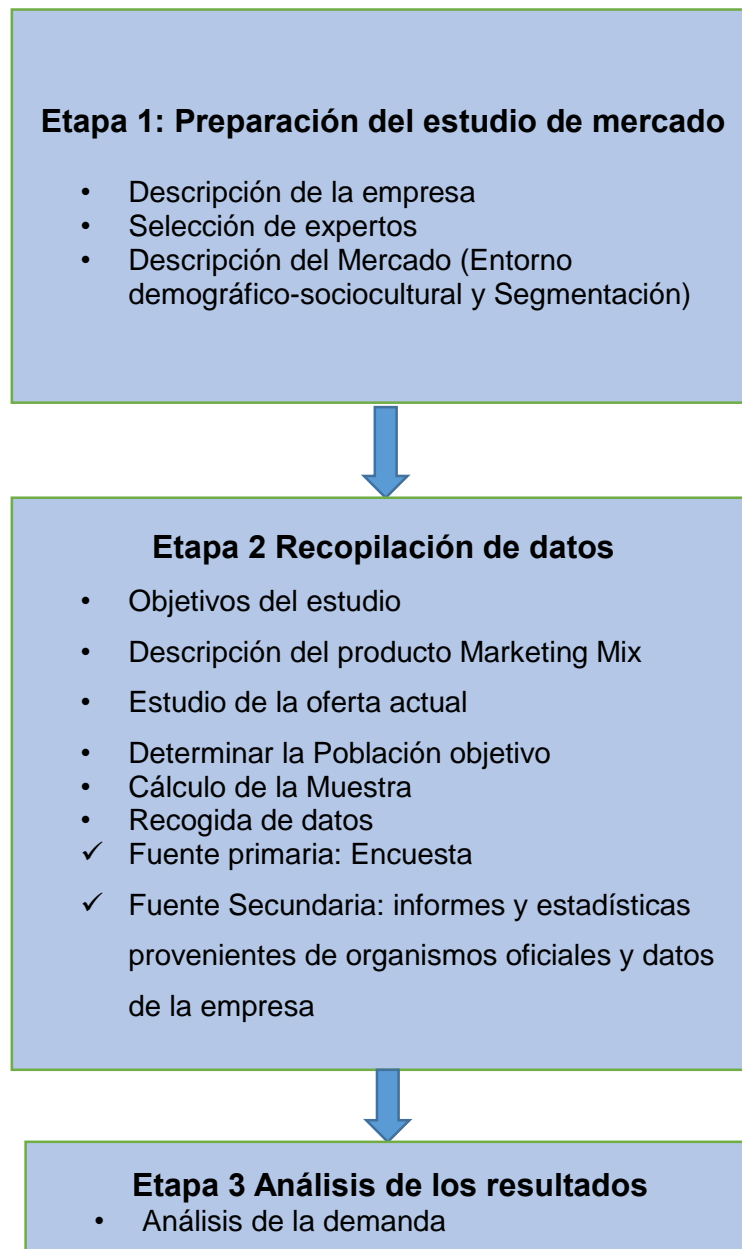 Etapa 1: Preparación del estudio de mercado
• Descripción de la empresa
• Selección de expertos
• Descripción del Mercado (Entorno
demográfico-sociocultural y Segmentación)
Etapa 2 Recopilación de datos
• Objetivos del estudio
• Descripción del producto Marketing Mix
• Estudio de la oferta actual
• Determinar la Población objetivo
• Cálculo de la Muestra
• Recogida de datos
✓ Fuente primaria: Encuesta
✓ Fuente Secundaria: informes y estadísticas
provenientes de organismos oficiales y datos
de la empresa
Etapa 3 Análisis de los resultados
• Análisis de la demanda